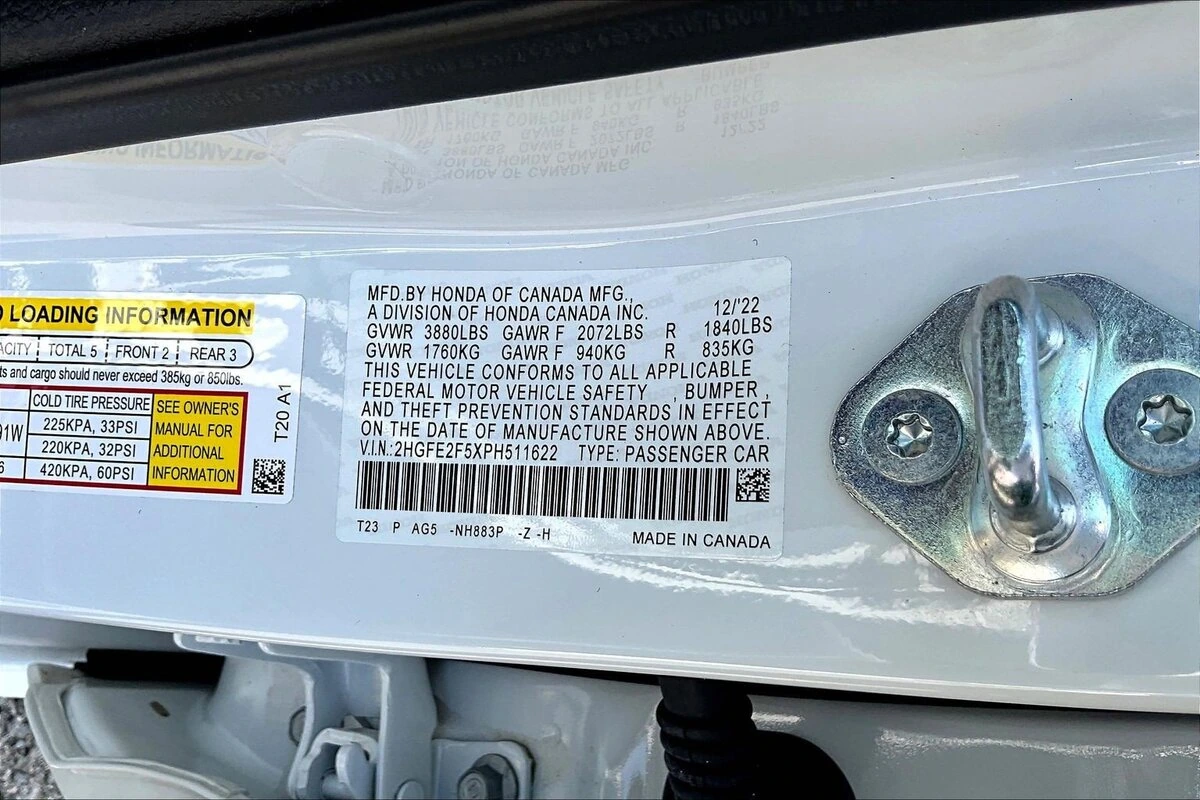 LOADING INFORMATION
TOTAL 5 FRONT 2 REAR 3
and cargo should never exceed 385kg or 850lbs.
COLD TIRE PRESSURE
225KPA, 33PSI
220KPA, 32PSI
420KPA, 60PSI
SEE OWNER'S
MANUAL FOR
ADDITIONAL
INFORMATION
T20 A1
MFD.BY HONDA OF CANADA MFG.,
A DIVISION OF HONDA CANADA INC. 12/'22
GVWR 3880LBS GAWR F 2072LBS R 1840LBS
GVWR 1760KG GAWR F 940KG R 835KG
THIS VEHICLE CONFORMS TO ALL APPLICABLE
FEDERAL MOTOR VEHICLE SAFETY , BUMPER ,
AND THEFT PREVENTION STANDARDS IN EFFECT
ON THE DATE OF MANUFACTURE SHOWN ABOVE.
V.I.N.:2HGFE2F5XPH511622 TYPE: PASSENGER CAR
T23 P AG5 -NH883P -Z -H MADE IN CANADA